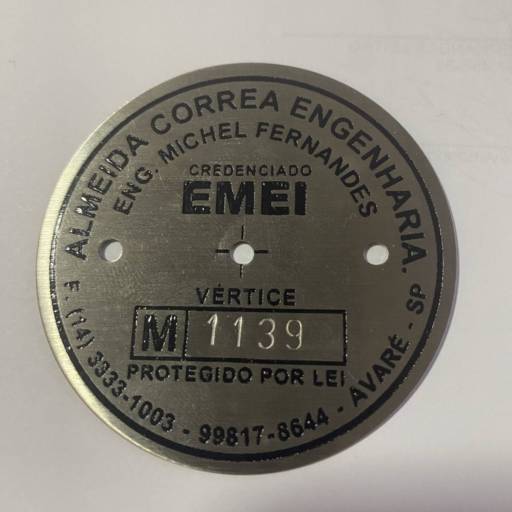 ALMEIDA CORREA ENGENHARIA.
ENG. MICHEL FERNANDES
CREDENCIADO
EMEI
VÉRTICE
M 1139
PROTEGIDO POR LEI
F. (14) 3333-1003 - 99817-8644 - AVARÉ - SP